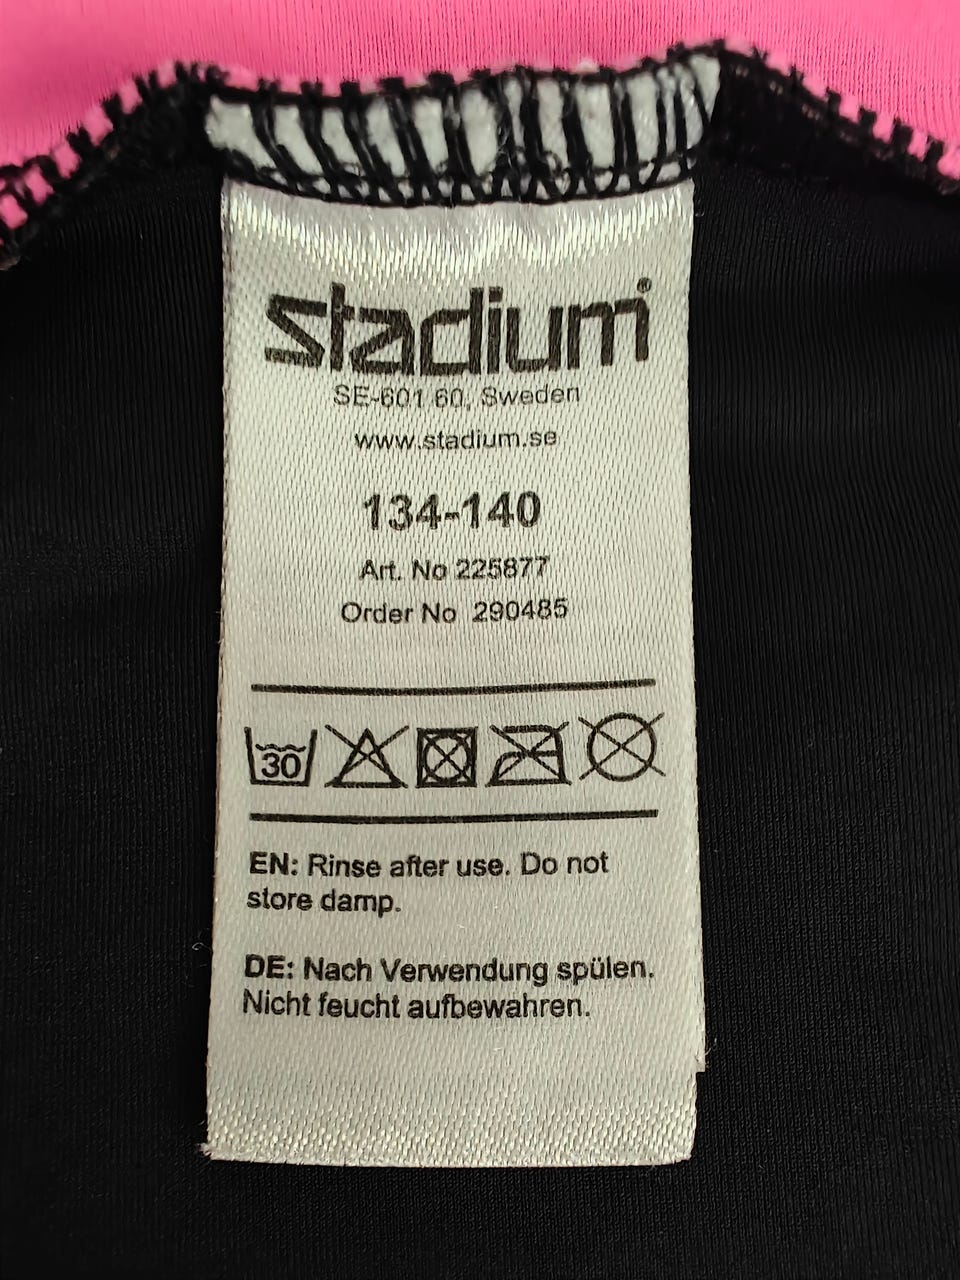 stadium®
SE-601 60, Sweden
www.stadium.se
134-140
Art. No 225877
Order No 290485
30
EN: Rinse after use. Do not
store damp.
DE: Nach Verwendung spülen.
Nicht feucht aufbewahren.